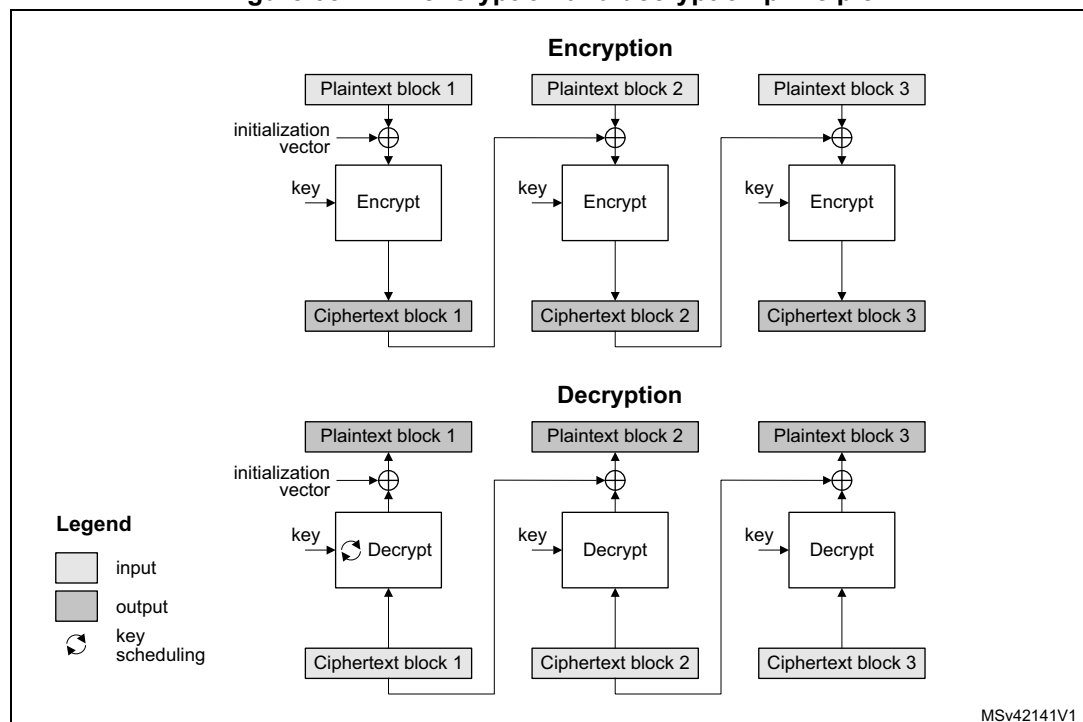 Encryption
Plaintext block 1 Plaintext block 2 Plaintext block 3
initialization
vector
key Encrypt key Encrypt key Encrypt
Ciphertext block 1 Ciphertext block 2 Ciphertext block 3
Decryption
Plaintext block 1 Plaintext block 2 Plaintext block 3
initialization
vector
key Decrypt key Decrypt key Decrypt
Ciphertext block 1 Ciphertext block 2 Ciphertext block 3
Legend
input
output
key
scheduling
MSv42141V1